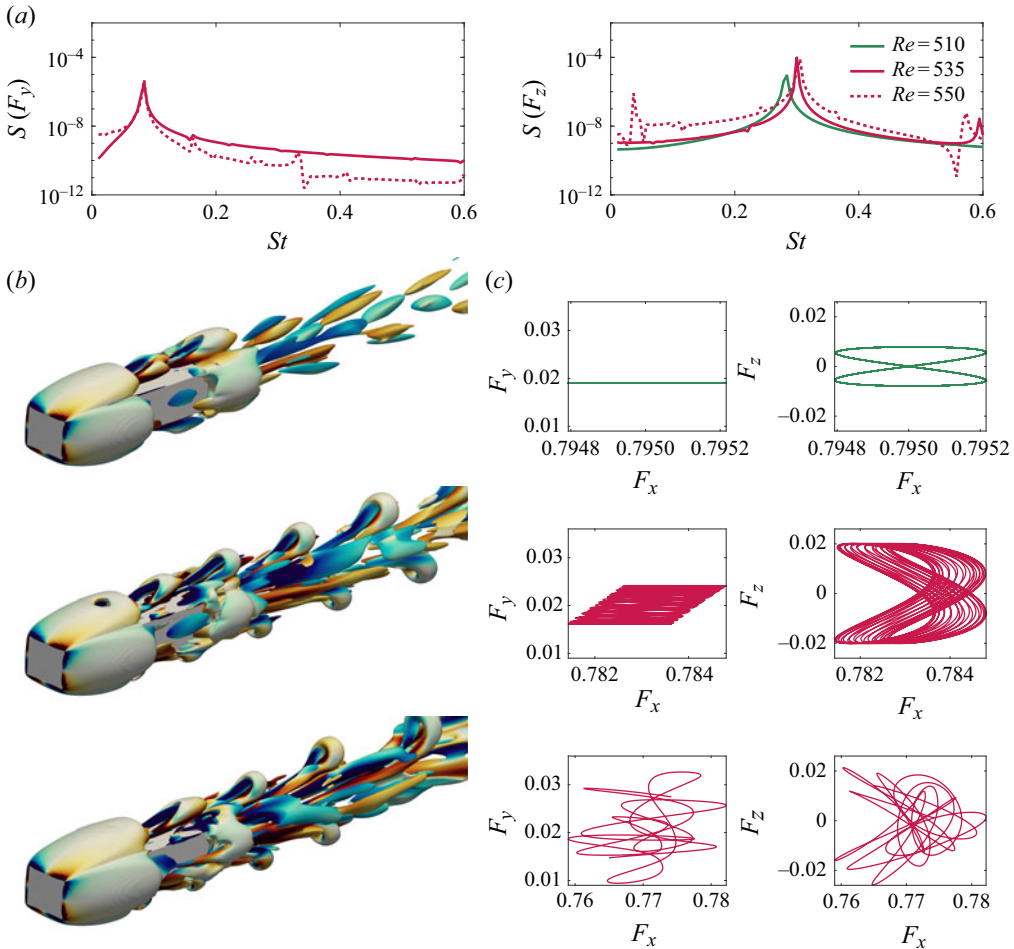 (a)
S (F_y)
10^−4
10^−8
10^−12
0
0.2
0.4
0.6
St
S (F_z)
10^−4
10^−8
10^−12
0
0.2
0.4
0.6
St
Re = 510
Re = 535
Re = 550
(b)
(c)
F_y
0.03
0.02
0.01
0.7948
0.7950
0.7952
F_x
F_z
0.02
0
−0.02
0.7948
0.7950
0.7952
F_x
F_y
0.03
0.02
0.01
0.782
0.784
F_x
F_z
0.02
0
−0.02
0.782
0.784
F_x
F_y
0.03
0.02
0.01
0.76
0.77
0.78
F_x
F_z
0.02
0
−0.02
0.76
0.77
0.78
F_x